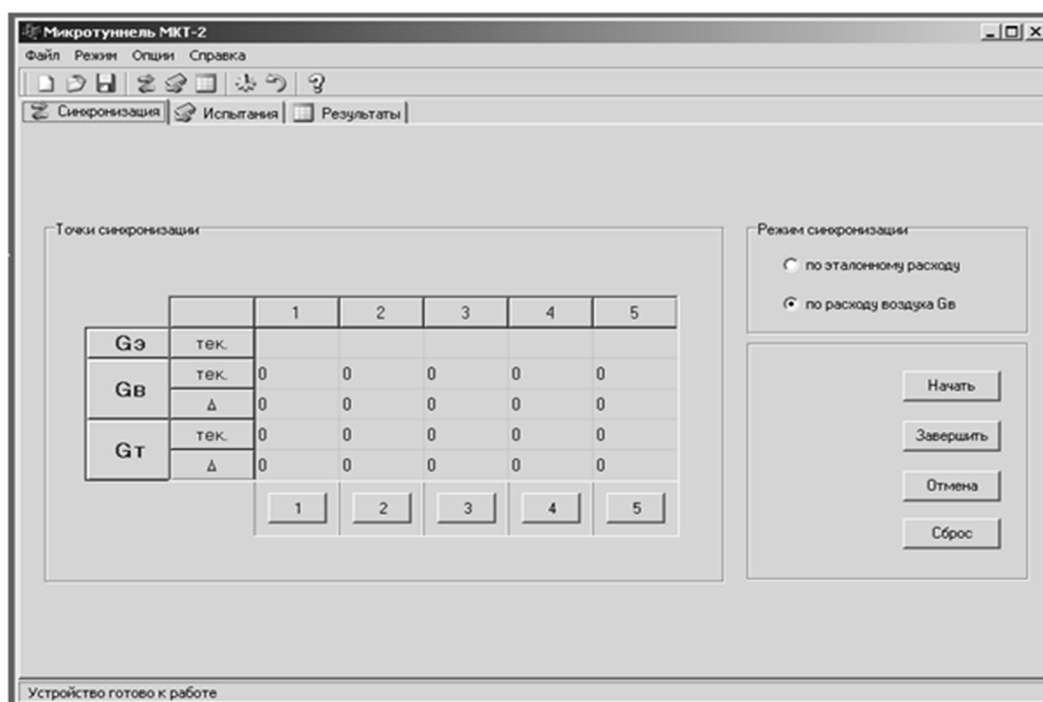 Микротуннель МКТ-2
Файл Режим Опции Справка
Синхронизация Испытания Результаты
Точки синхронизации
1 2 3 4 5
Gэ тек.
Gв тек. 0 0 0 0 0
Δ 0 0 0 0 0
Gт тек. 0 0 0 0 0
Δ 0 0 0 0 0
1 2 3 4 5
Режим синхронизации
по эталонному расходу
по расходу воздуха Gв
Начать
Завершить
Отмена
Сброс
Устройство готово к работе